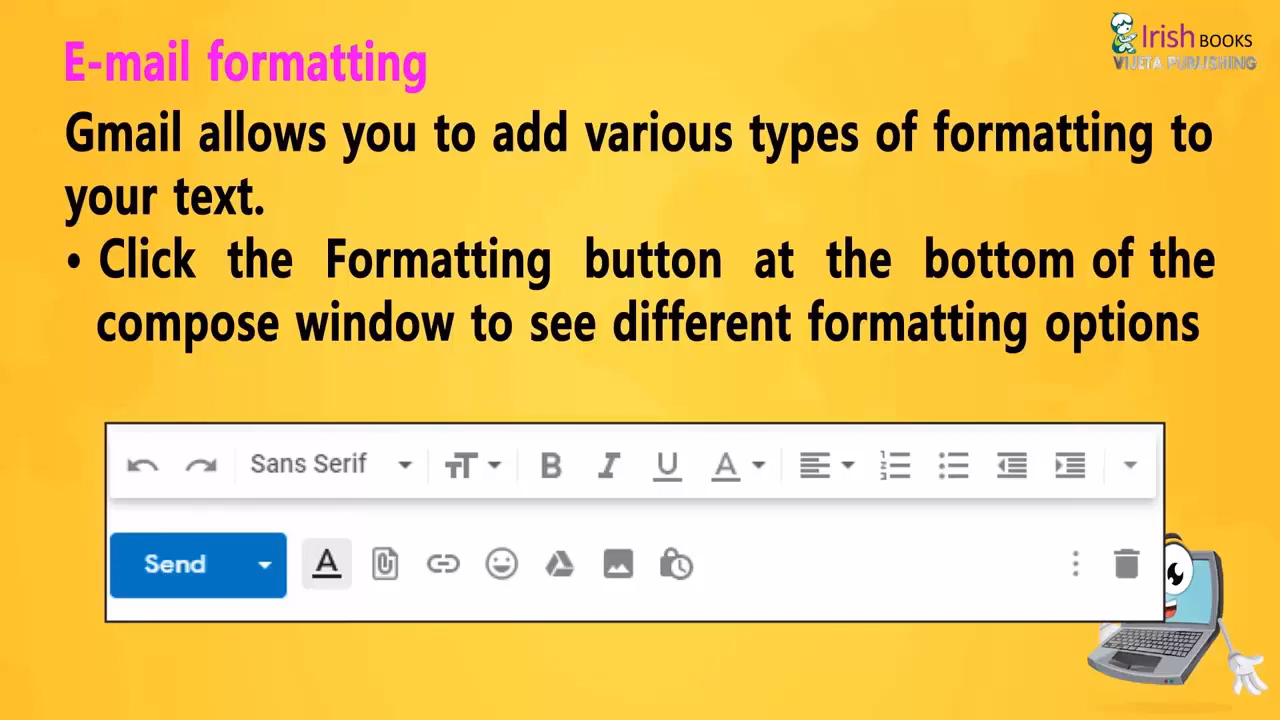 Irish BOOKS
VIJETA PUBLISHING
E-mail formatting
Gmail allows you to add various types of formatting to
your text.
• Click the Formatting button at the bottom of the
compose window to see different formatting options
Sans Serif
Send